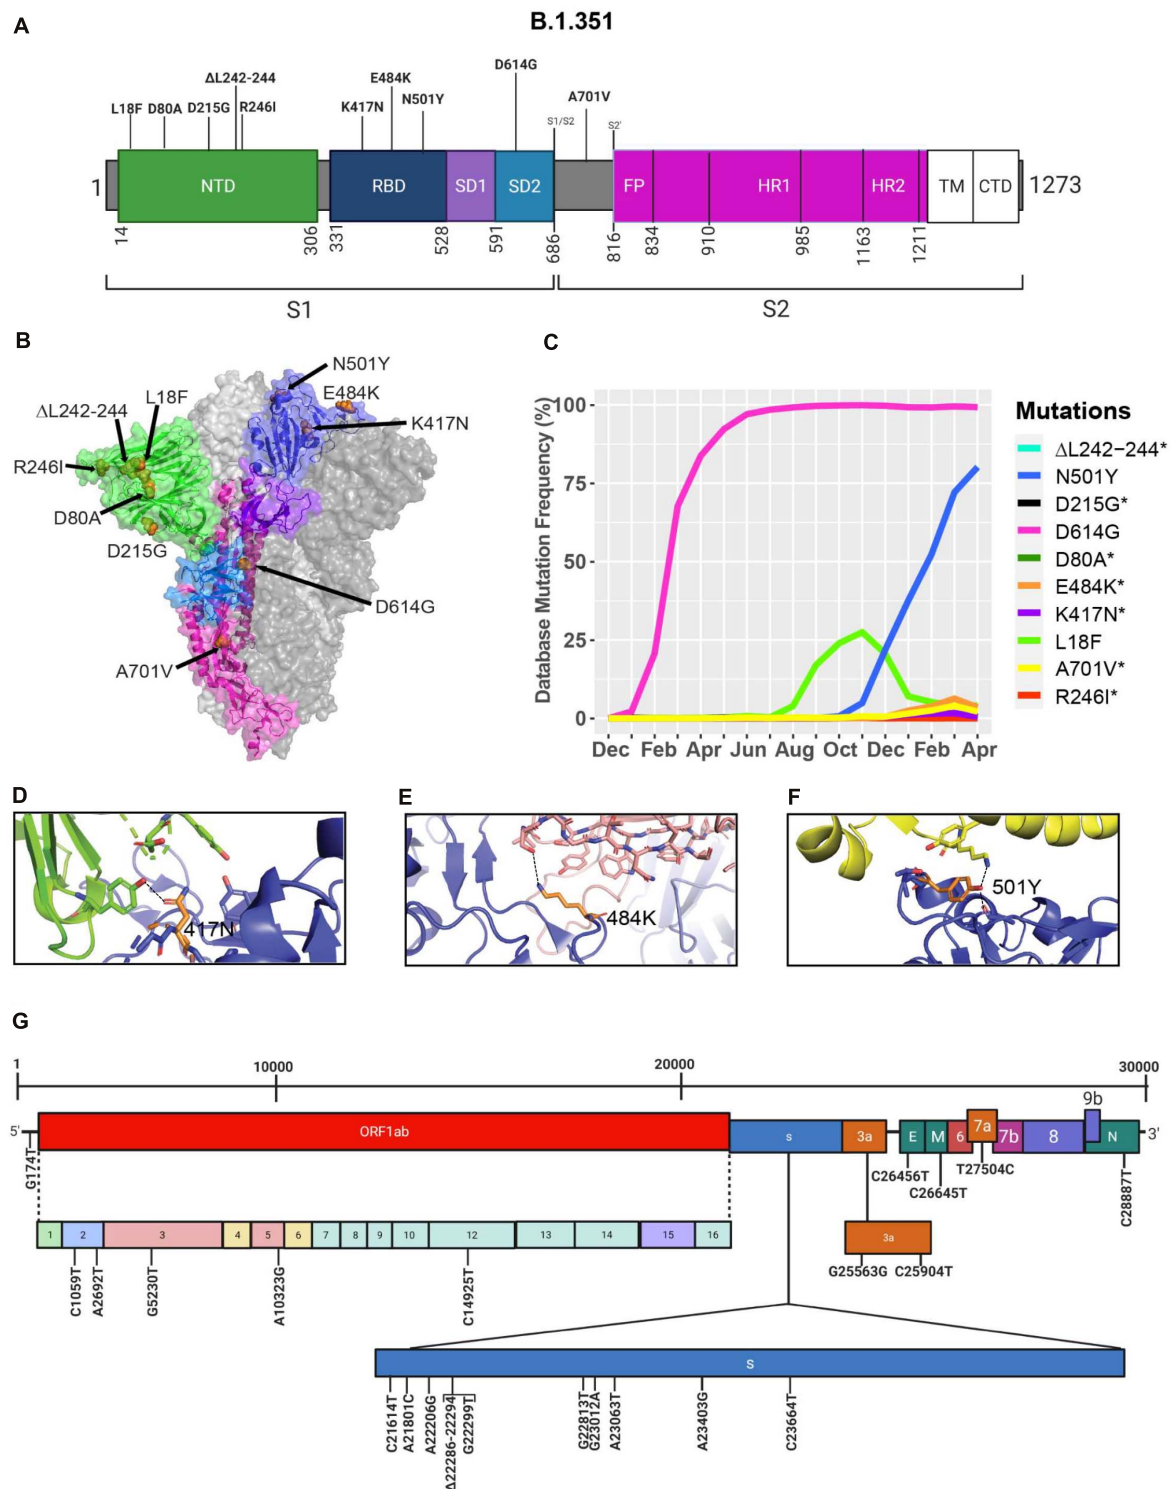 B.1.351
A
ΔL242-244
E484K
D614G
L18F D80A D215G R246I
K417N
N501Y
A701V
S1/S2
S2'
1
NTD
RBD
SD1
SD2
FP
HR1
HR2
TM
CTD
1273
14
306
331
528
591
686
816
834
910
985
1163
1211
S1
S2
B
N501Y
E484K
L18F
ΔL242-244
K417N
R246I
D80A
D215G
D614G
A701V
C
Database Mutation Frequency (%)
100
75
50
25
0
Dec Feb Apr Jun Aug Oct Dec Feb Apr
Mutations
ΔL242−244*
N501Y
D215G*
D614G
D80A*
E484K*
K417N*
L18F
A701V*
R246I*
D
417N
E
484K
F
501Y
G
1
10000
20000
30000
5'
ORF1ab
S
3a
E
M
6
7a
7b
8
9b
N
3'
G174T
C26456T
C26645T
T27504C
C28887T
1 2 3 4 5 6 7 8 9 10 12 13 14 15 16
3a
C1059T
A2692T
G5230T
A10323G
C14925T
G25563G
C25904T
S
C21614T
A21801C
A22206G
Δ22286-22294
G22299T
G22813T
G23012A
A23063T
A23403G
C23664T